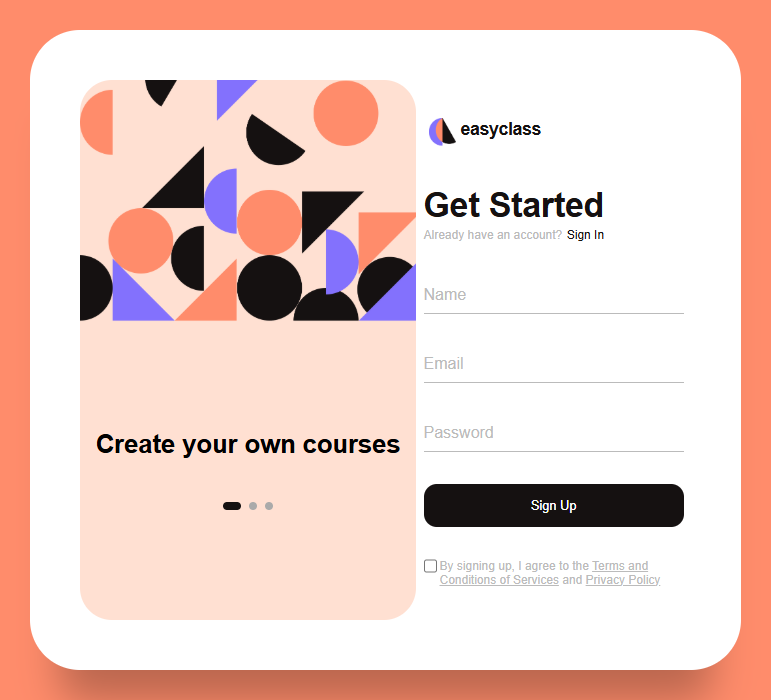 easyclass
Get Started
Already have an account? Sign In
Name
Email
Password
Create your own courses
Sign Up
By signing up, I agree to the Terms and
Conditions of Services and Privacy Policy